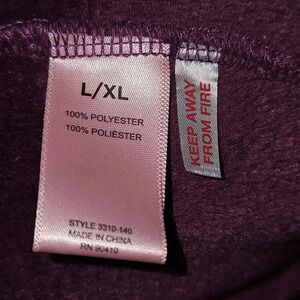 L/XL
100% POLYESTER
100% POLIÉSTER
STYLE 3310-140
MADE IN CHINA
RN 90410
KEEP AWAY
FROM FIRE